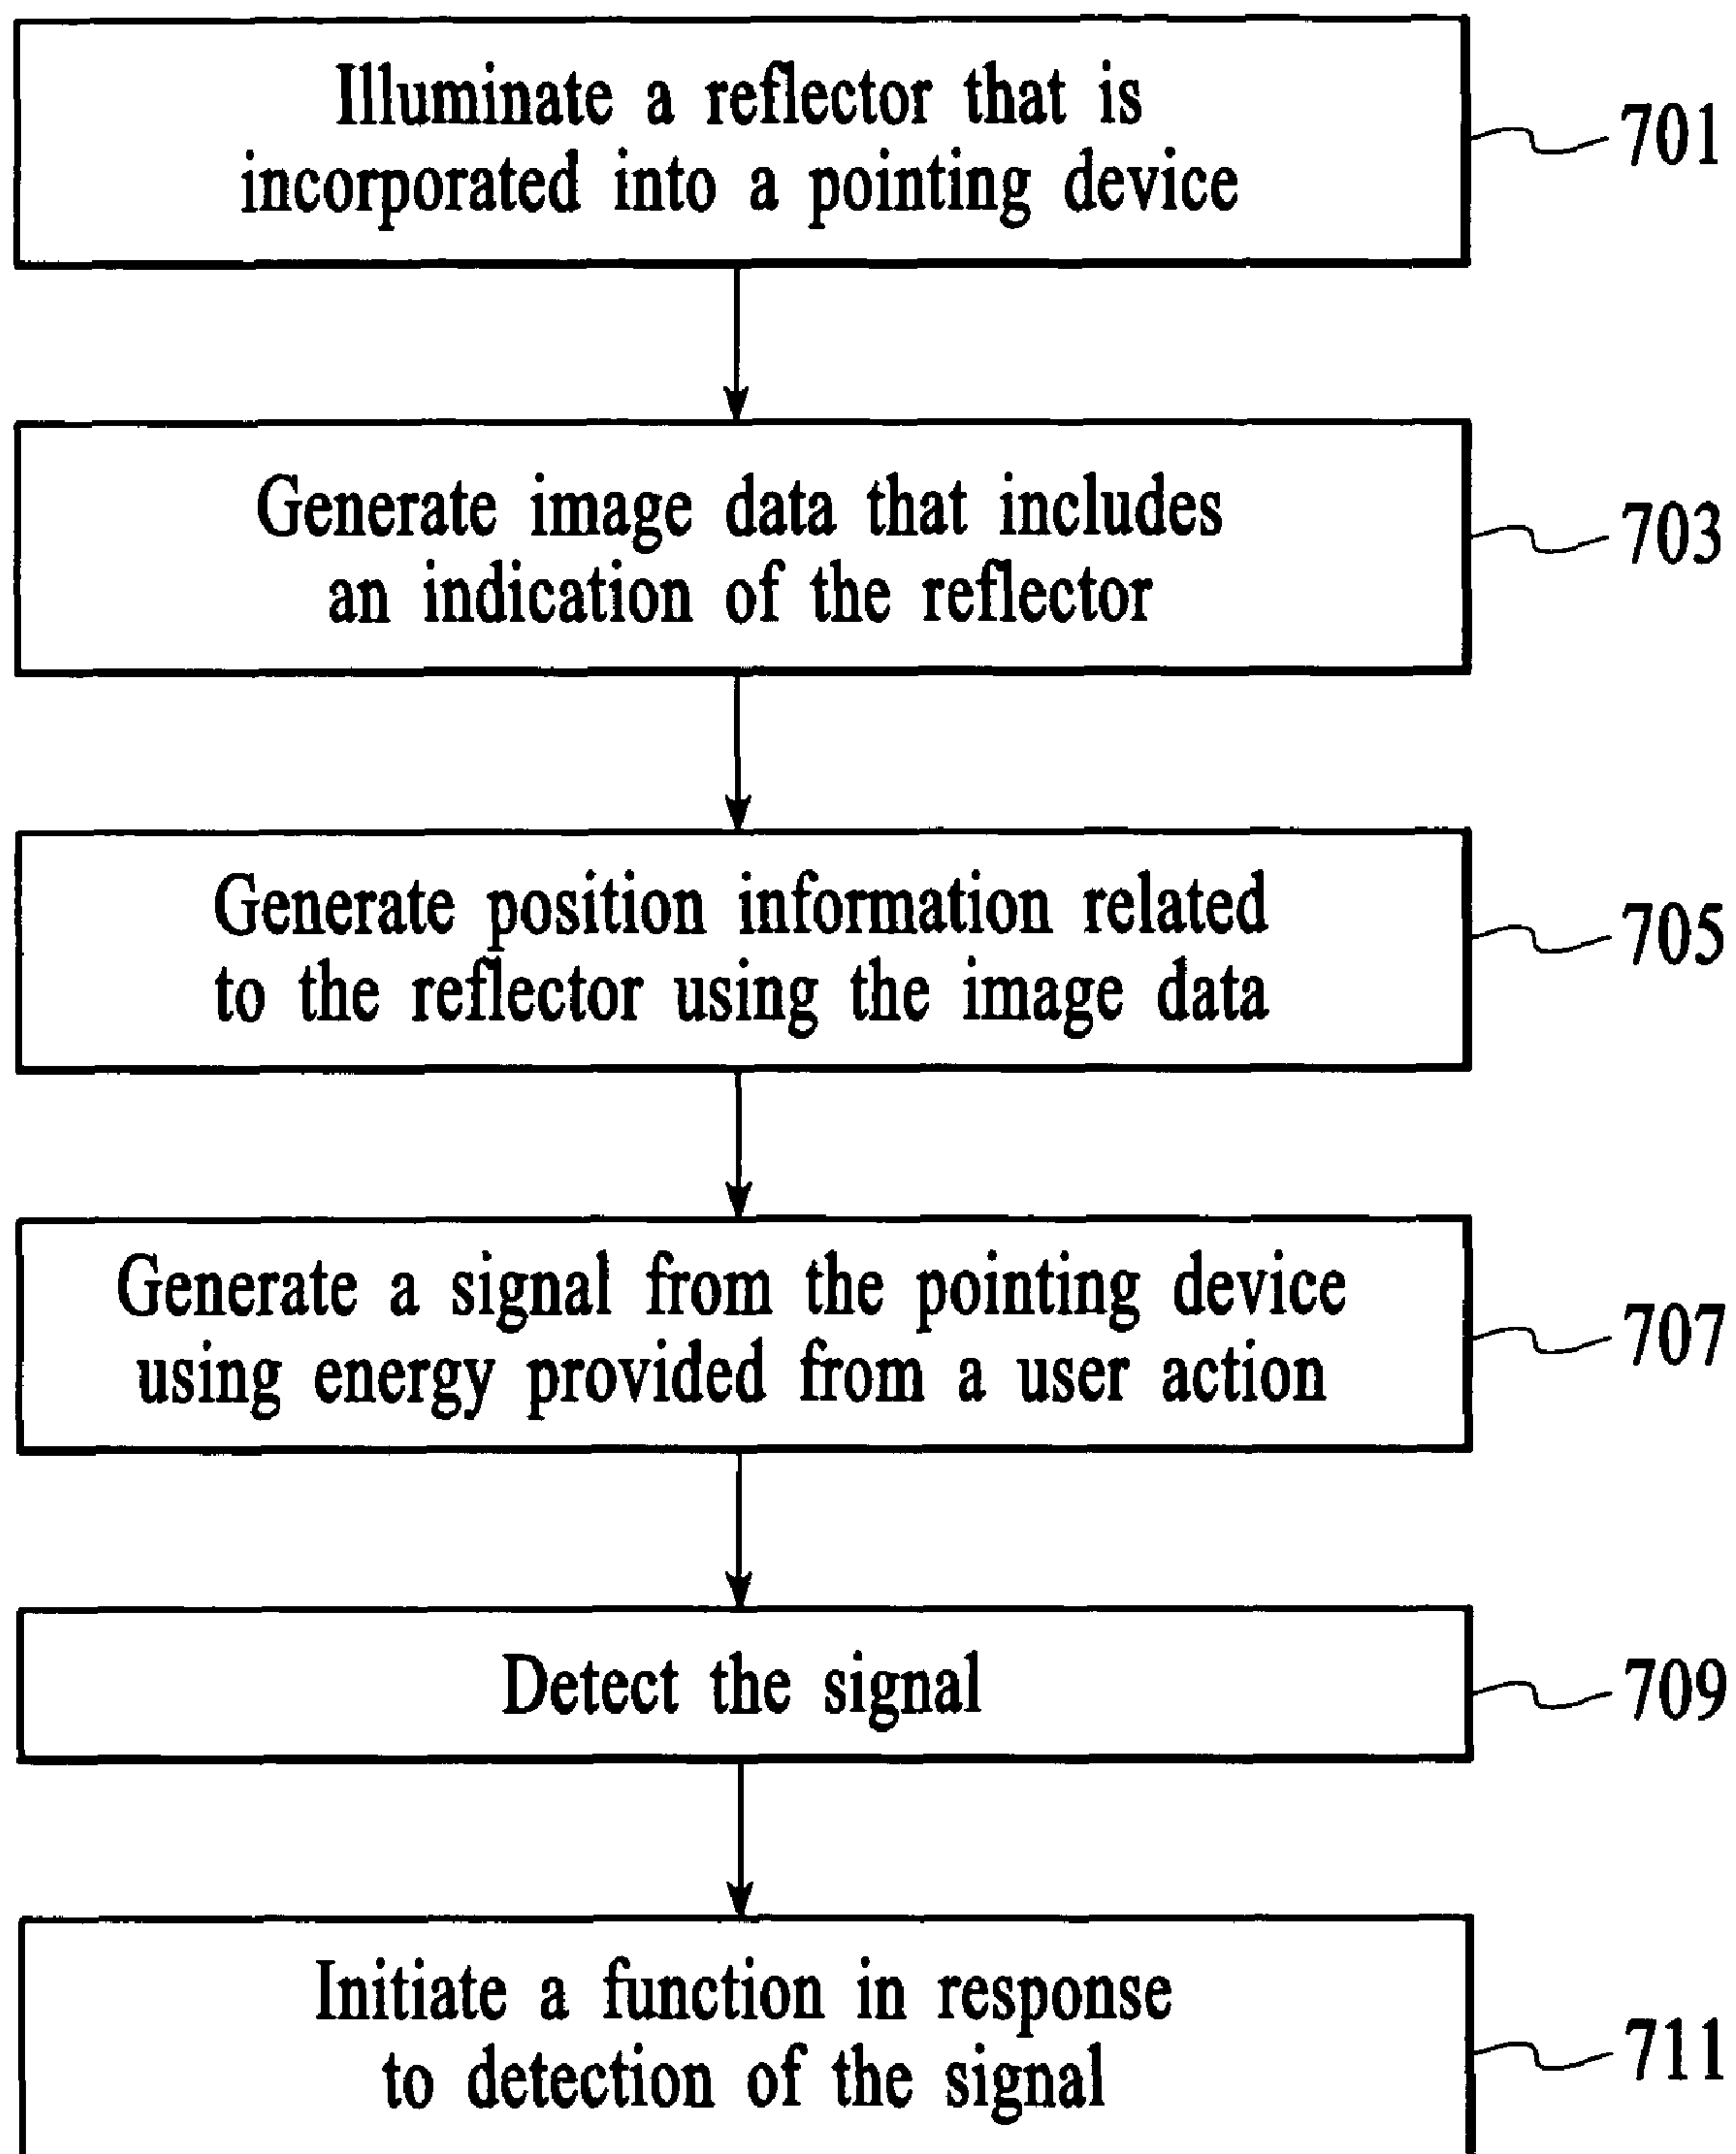 Illuminate a reflector that is
incorporated into a pointing device
701
Generate image data that includes
an indication of the reflector
703
Generate position information related
to the reflector using the image data
705
Generate a signal from the pointing device
using energy provided from a user action
707
Detect the signal
709
Initiate a function in response
to detection of the signal
711